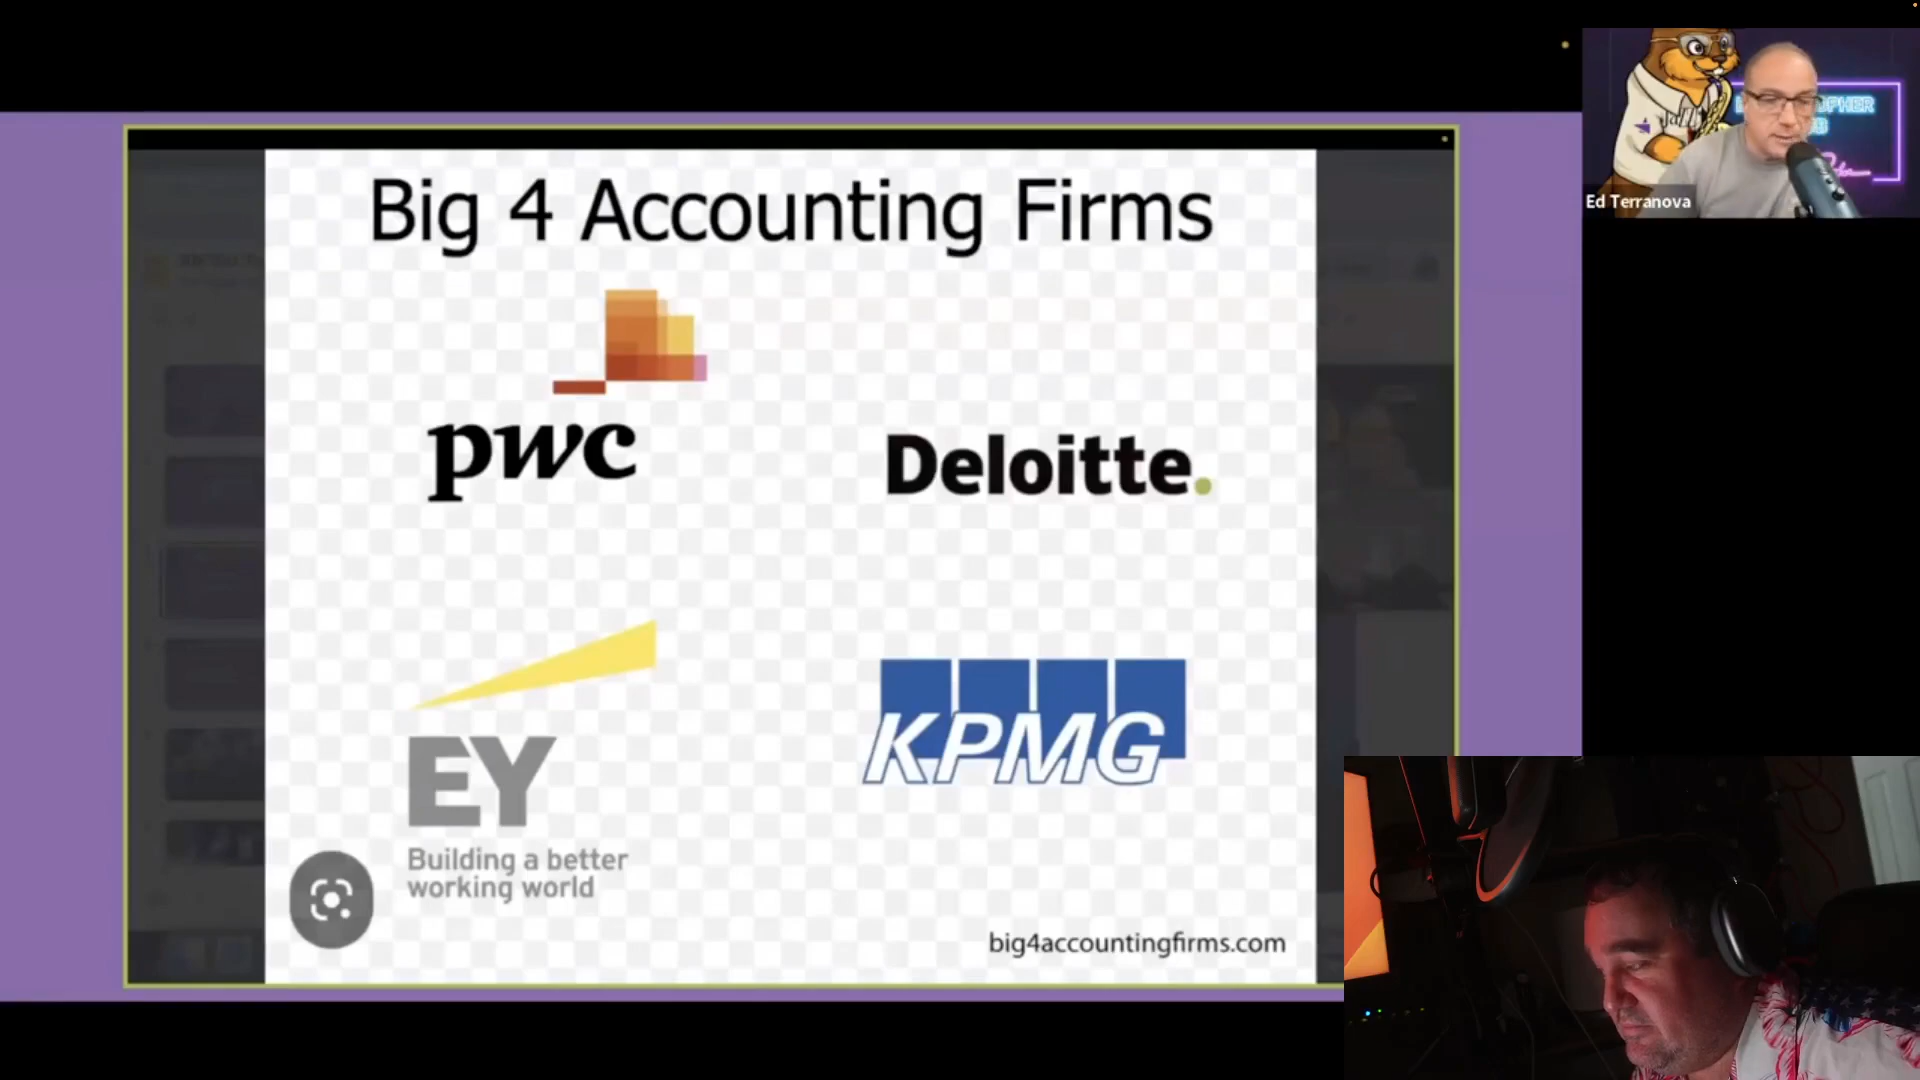 Big 4 Accounting Firms
pwc
Deloitte.
EY
Building a better
working world
KPMG
big4accountingfirms.com
Ed Terranova